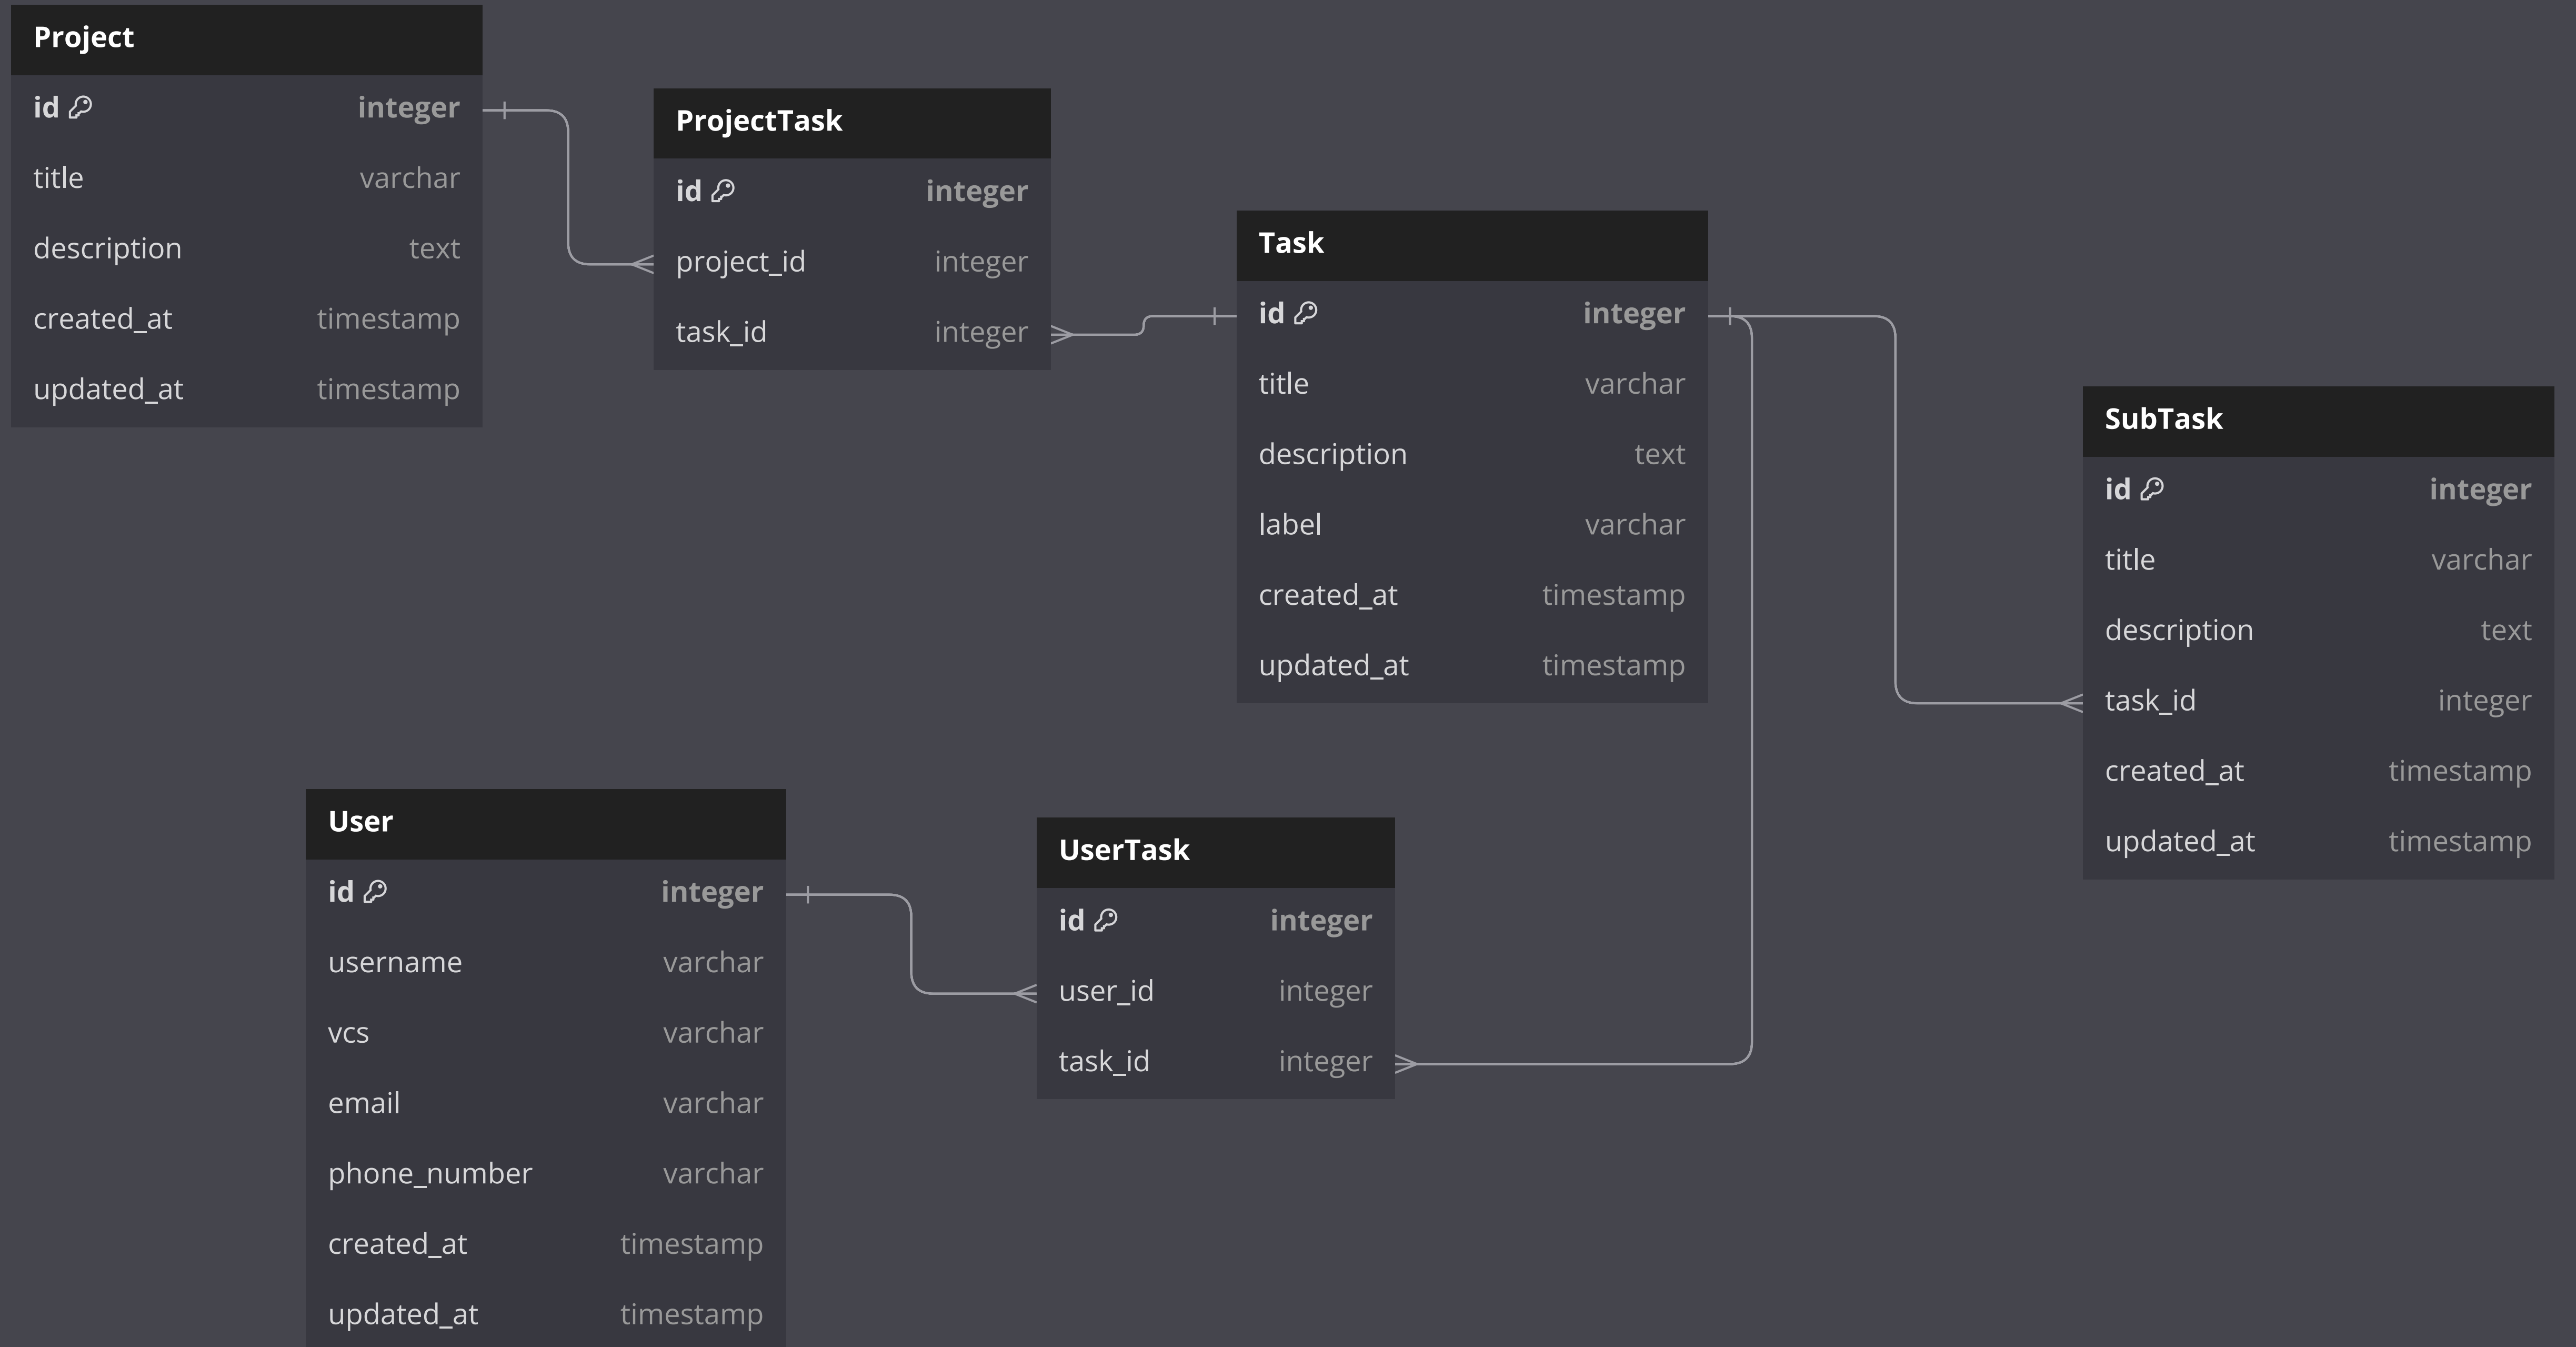 Project
id integer
title varchar
description text
created_at timestamp
updated_at timestamp
ProjectTask
id integer
project_id integer
task_id integer
Task
id integer
title varchar
description text
label varchar
created_at timestamp
updated_at timestamp
SubTask
id integer
title varchar
description text
task_id integer
created_at timestamp
updated_at timestamp
User
id integer
username varchar
vcs varchar
email varchar
phone_number varchar
created_at timestamp
updated_at timestamp
UserTask
id integer
user_id integer
task_id integer